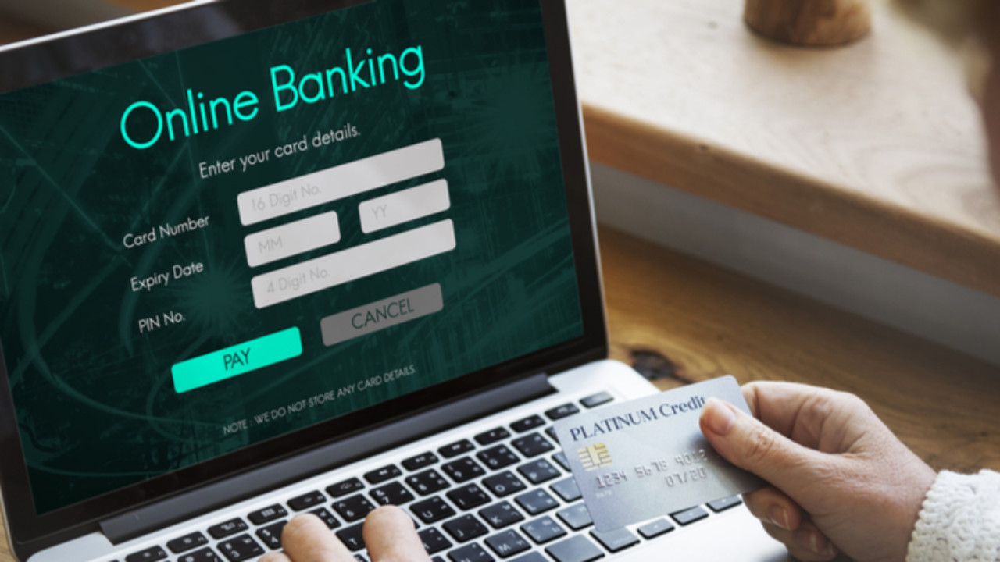 Online Banking
Enter your card details.
Card Number
16 Digit No.
Expiry Date
MM
YY
PIN No.
4 Digit No.
PAY
CANCEL
NOTE : WE DO NOT STORE ANY CARD DETAILS.
PLATINUM Credit
1234 5678 9012
07/20